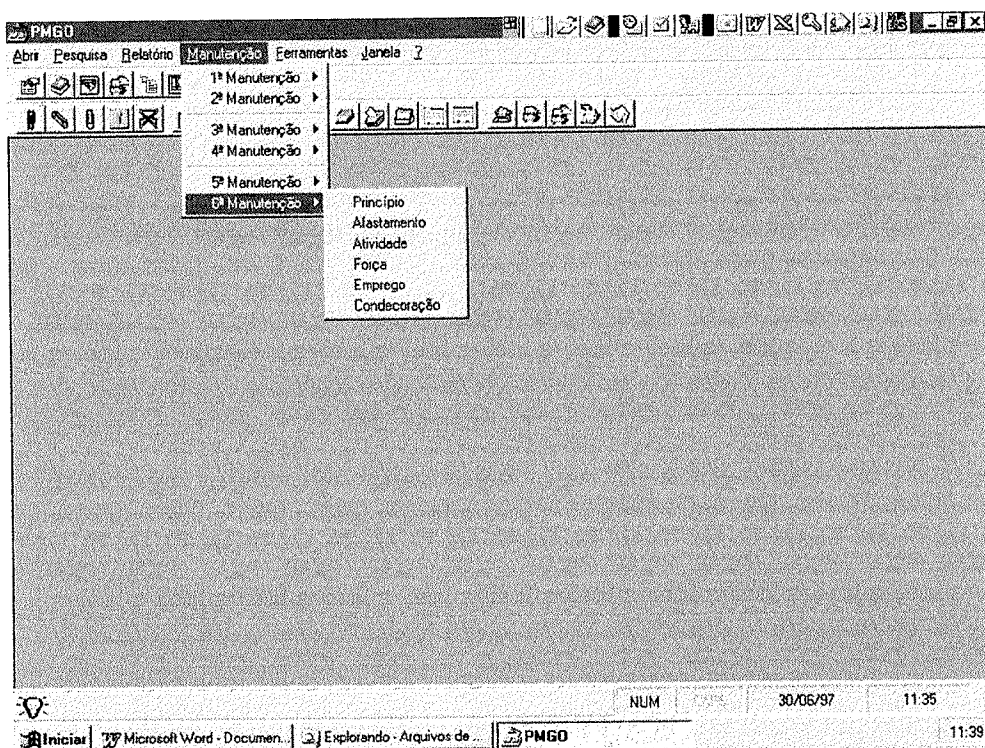 PMGO
Abrir Pesquisa Relatório Manutenção Ferramentas Janela ?
1ª Manutenção
2ª Manutenção
3ª Manutenção
4ª Manutenção
5ª Manutenção
6ª Manutenção
Princípio
Afastamento
Atividade
Força
Emprego
Condecoração
NUM 30/06/97 11:35
Iniciar Microsoft Word - Documen... Explorando - Arquivos de ... PMGO 11:39